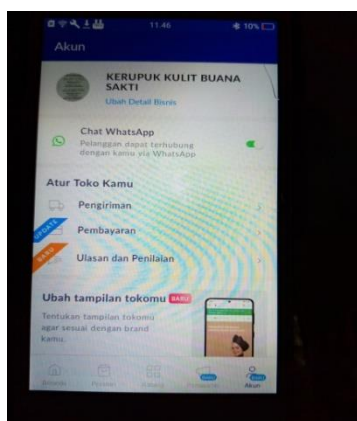 11.46
10%
Akun
KERUPUK KULIT BUANA
SAKTI
Ubah Detail Bisnis
Chat WhatsApp
Pelanggan dapat terhubung
dengan kamu via WhatsApp
Atur Toko Kamu
Pengiriman
UPDATE
Pembayaran
BARU
Ulasan dan Penilaian
Ubah tampilan tokomu BARU
Tentukan tampilan tokomu
agar sesuai dengan brand
kamu.
Akun